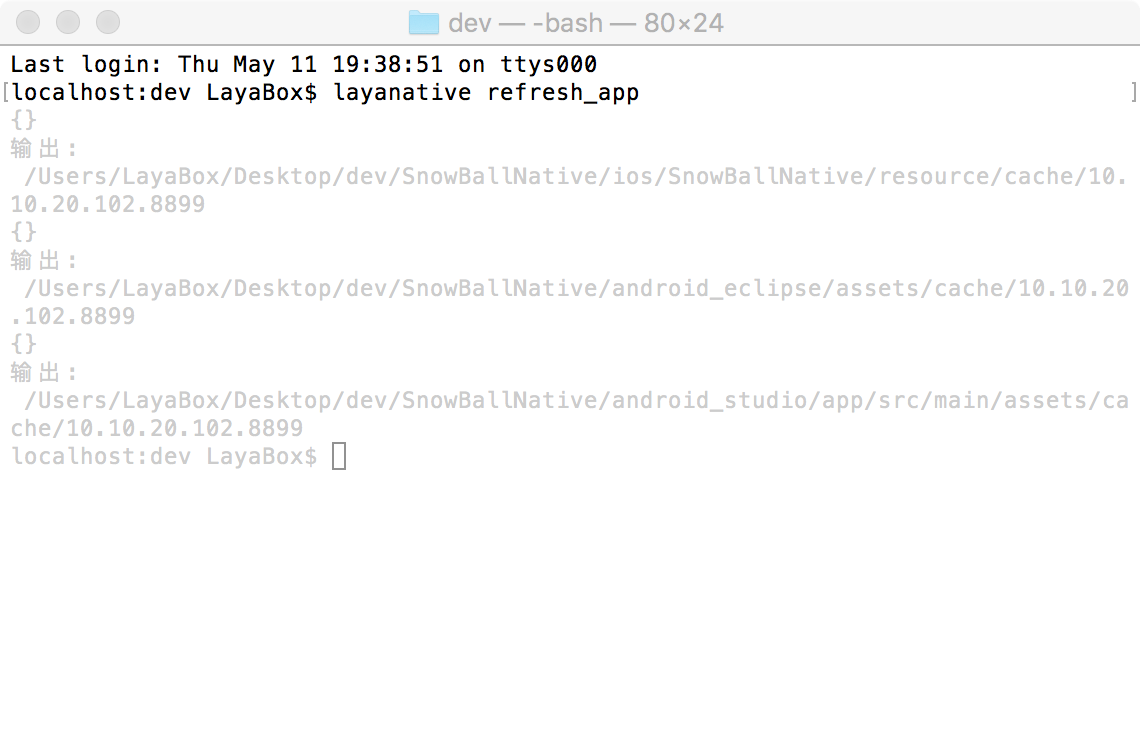 dev — -bash — 80×24
Last login: Thu May 11 19:38:51 on ttys000
[localhost:dev LayaBox$ layanative refresh_app ]
{}
输出:
/Users/LayaBox/Desktop/dev/SnowBallNative/ios/SnowBallNative/resource/cache/10.
10.20.102.8899
{}
输出:
/Users/LayaBox/Desktop/dev/SnowBallNative/android_eclipse/assets/cache/10.10.20
.102.8899
{}
输出:
/Users/LayaBox/Desktop/dev/SnowBallNative/android_studio/app/src/main/assets/ca
che/10.10.20.102.8899
localhost:dev LayaBox$